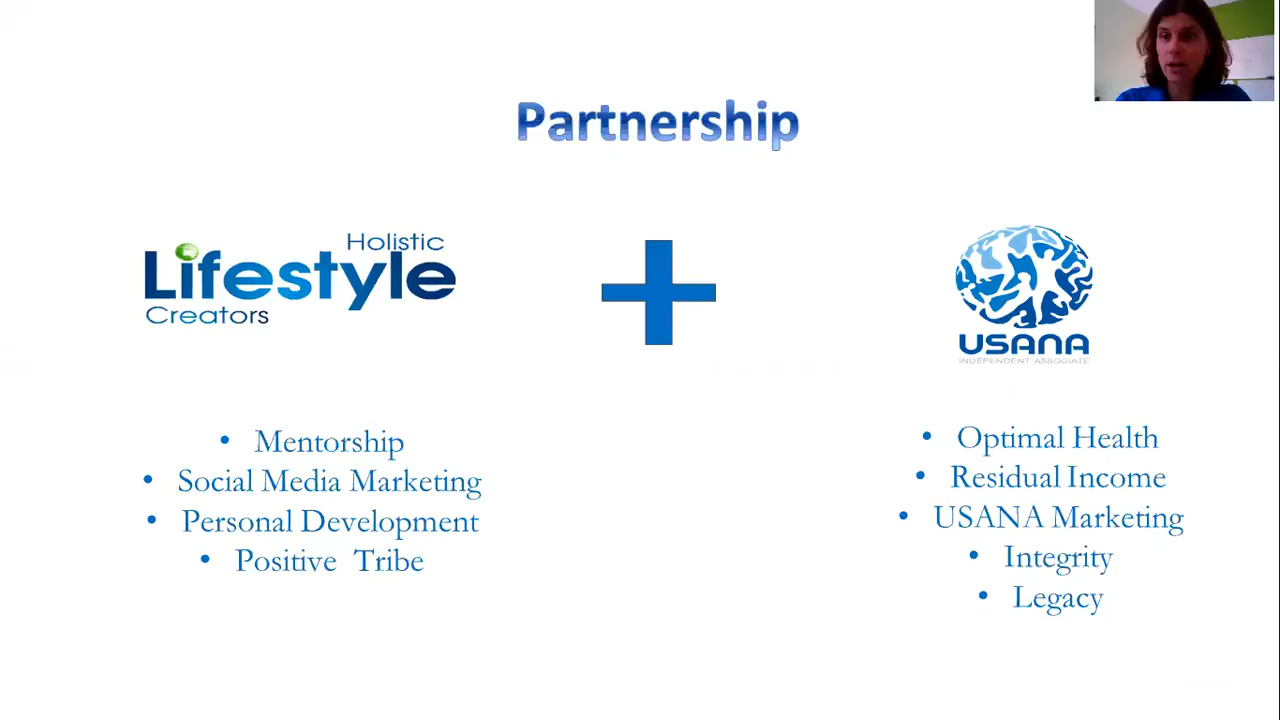 Partnership
Holistic
Lifestyle
Creators
USANA
INDEPENDENT ASSOCIATE
• Mentorship
• Social Media Marketing
• Personal Development
• Positive Tribe
• Optimal Health
• Residual Income
• USANA Marketing
• Integrity
• Legacy